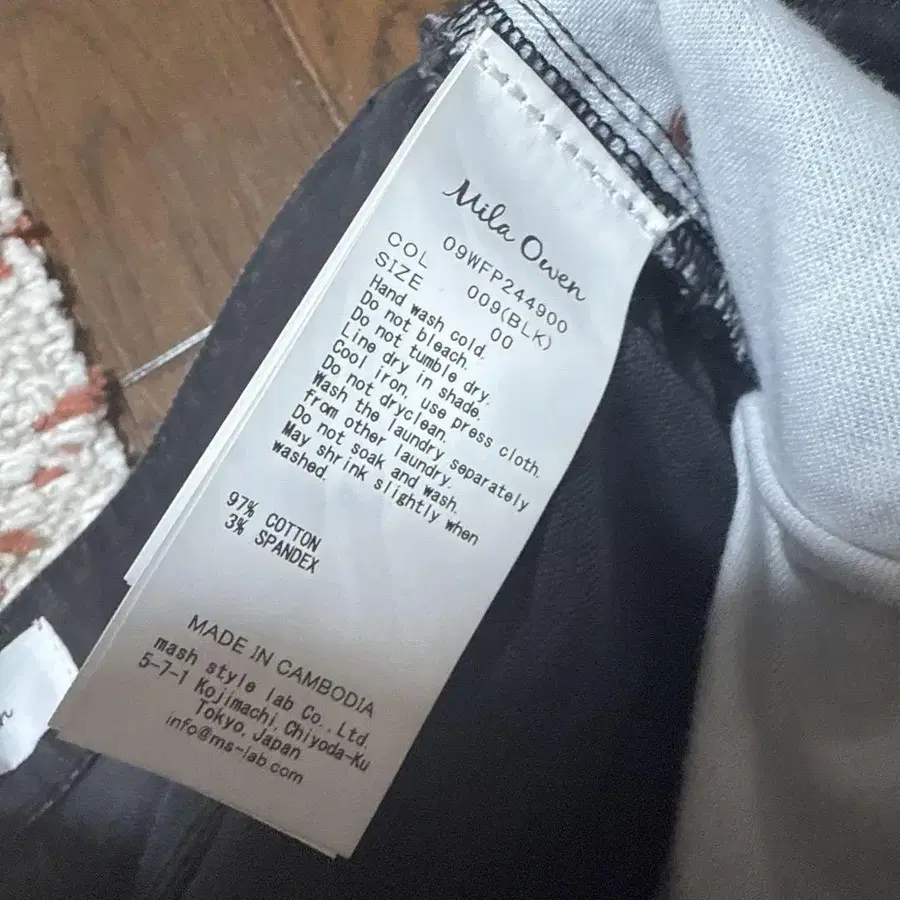 Mila Owen
09WFP244900
COL 009(BLK)
SIZE 00
Hand wash cold.
Do not bleach.
Do not tumble dry.
Line dry in shade.
Cool iron, use press cloth.
Do not dryclean.
Wash the laundry separately
from other laundry.
Do not soak and wash.
May shrink slightly when
washed.
97% COTTON
3% SPANDEX
MADE IN CAMBODIA
mash style lab Co., Ltd.
5-7-1 Kojimachi, Chiyoda-Ku
Tokyo, Japan
info@ms-lab.com